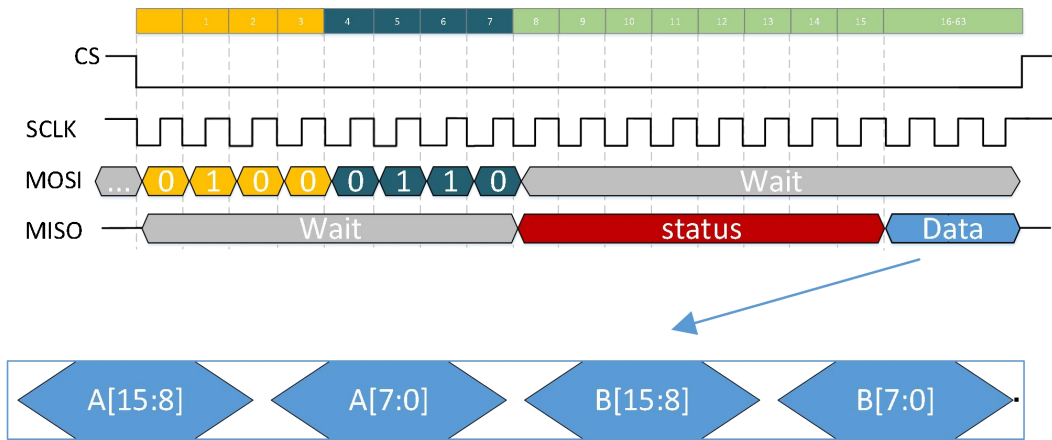 1 2 3 4 5 6 7 8 9 10 11 12 13 14 15 16-63
CS
SCLK
MOSI ... 0 1 0 0 0 1 1 0 Wait
MISO Wait status Data
A[15:8] A[7:0] B[15:8] B[7:0] .